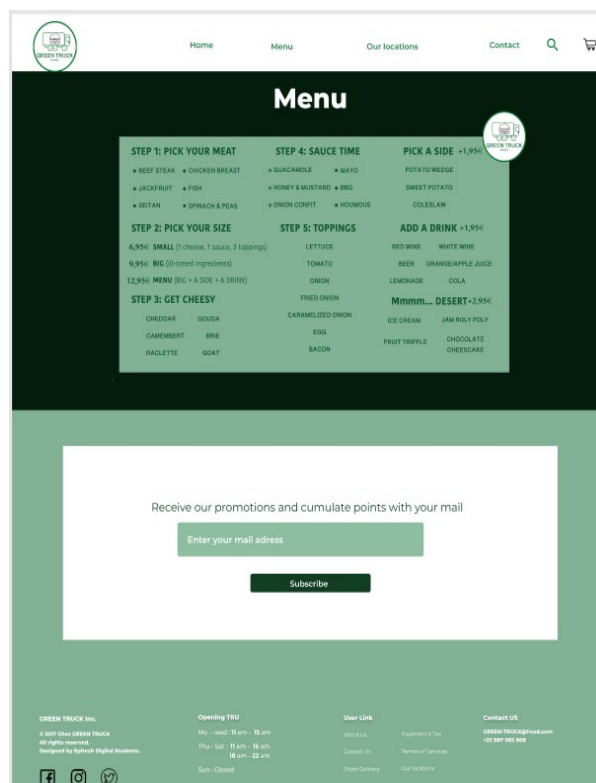 GREEN TRUCK
Home Menu Our locations Contact
Menu
GREEN TRUCK
STEP 1: PICK YOUR MEAT
BEEF STEAK CHICKEN BREAST
JACKFRUIT FISH
SEITAN SPINACH & PEAS
STEP 2: PICK YOUR SIZE
6,95€ SMALL (1 cheese, 1 sauce, 3 toppings)
9,95€ BIG (ill-timed ingredients)
12,95€ MENU (BIG + A SIDE + A DRINK)
STEP 3: GET CHEESY
CHEDDAR GOUDA
CAMEMBERT BRIE
RACLETTE GOAT
STEP 4: SAUCE TIME
GUACAMOLE MAYO
HONEY & MUSTARD BBQ
ONION CONFIT HOUMOUS
STEP 5: TOPPINGS
LETTUCE
TOMATO
ONION
FRIED ONION
CARAMELIZED ONION
EGG
BACON
PICK A SIDE +1,95€
POTATO WEDGE
SWEET POTATO
COLESLAW
ADD A DRINK +1,95€
RED WINE WHITE WINE
BEER ORANGE/APPLE JUICE
LEMONADE COLA
Mmmm... DESERT+2,95€
ICE CREAM JAM ROLY POLY
FRUIT TRIFFLE CHOCOLATE
CHEESCAKE
Receive our promotions and cumulate points with your mail
Enter your mail adress
Subscribe
GREEN TRUCK Inc.
© 2017 Chez GREEN TRUCK
All rights reserved.
Designed by Epitech Digital Students .
Opening TRU
Mo - wed : 11 am - 15 am
Thu - Sat : 11 am - 15 am
18 am - 22 am
Sun : Closed
User Link
About Us
Contact Us
Order Delivery
Payement & Tax
Termes of Services
Our locations
Contact US
GREEN-TRUCK@Food.com